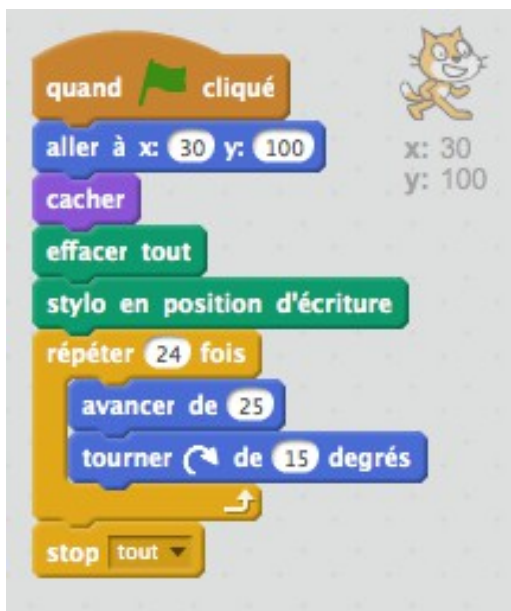 quand cliqué
aller à x: 30 y: 100
cacher
effacer tout
stylo en position d'écriture
répéter 24 fois
avancer de 25
tourner de 15 degrés
stop tout
x: 30
y: 100